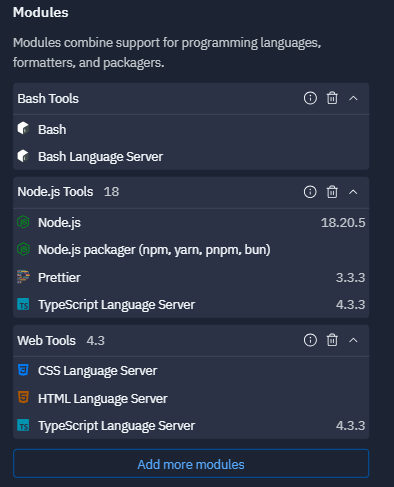 Modules
Modules combine support for programming languages,
formatters, and packagers.
Bash Tools
Bash
Bash Language Server
Node.js Tools 18
Node.js 18.20.5
Node.js packager (npm, yarn, pnpm, bun)
Prettier 3.3.3
TS TypeScript Language Server 4.3.3
Web Tools 4.3
CSS Language Server
HTML Language Server
TS TypeScript Language Server 4.3.3
Add more modules